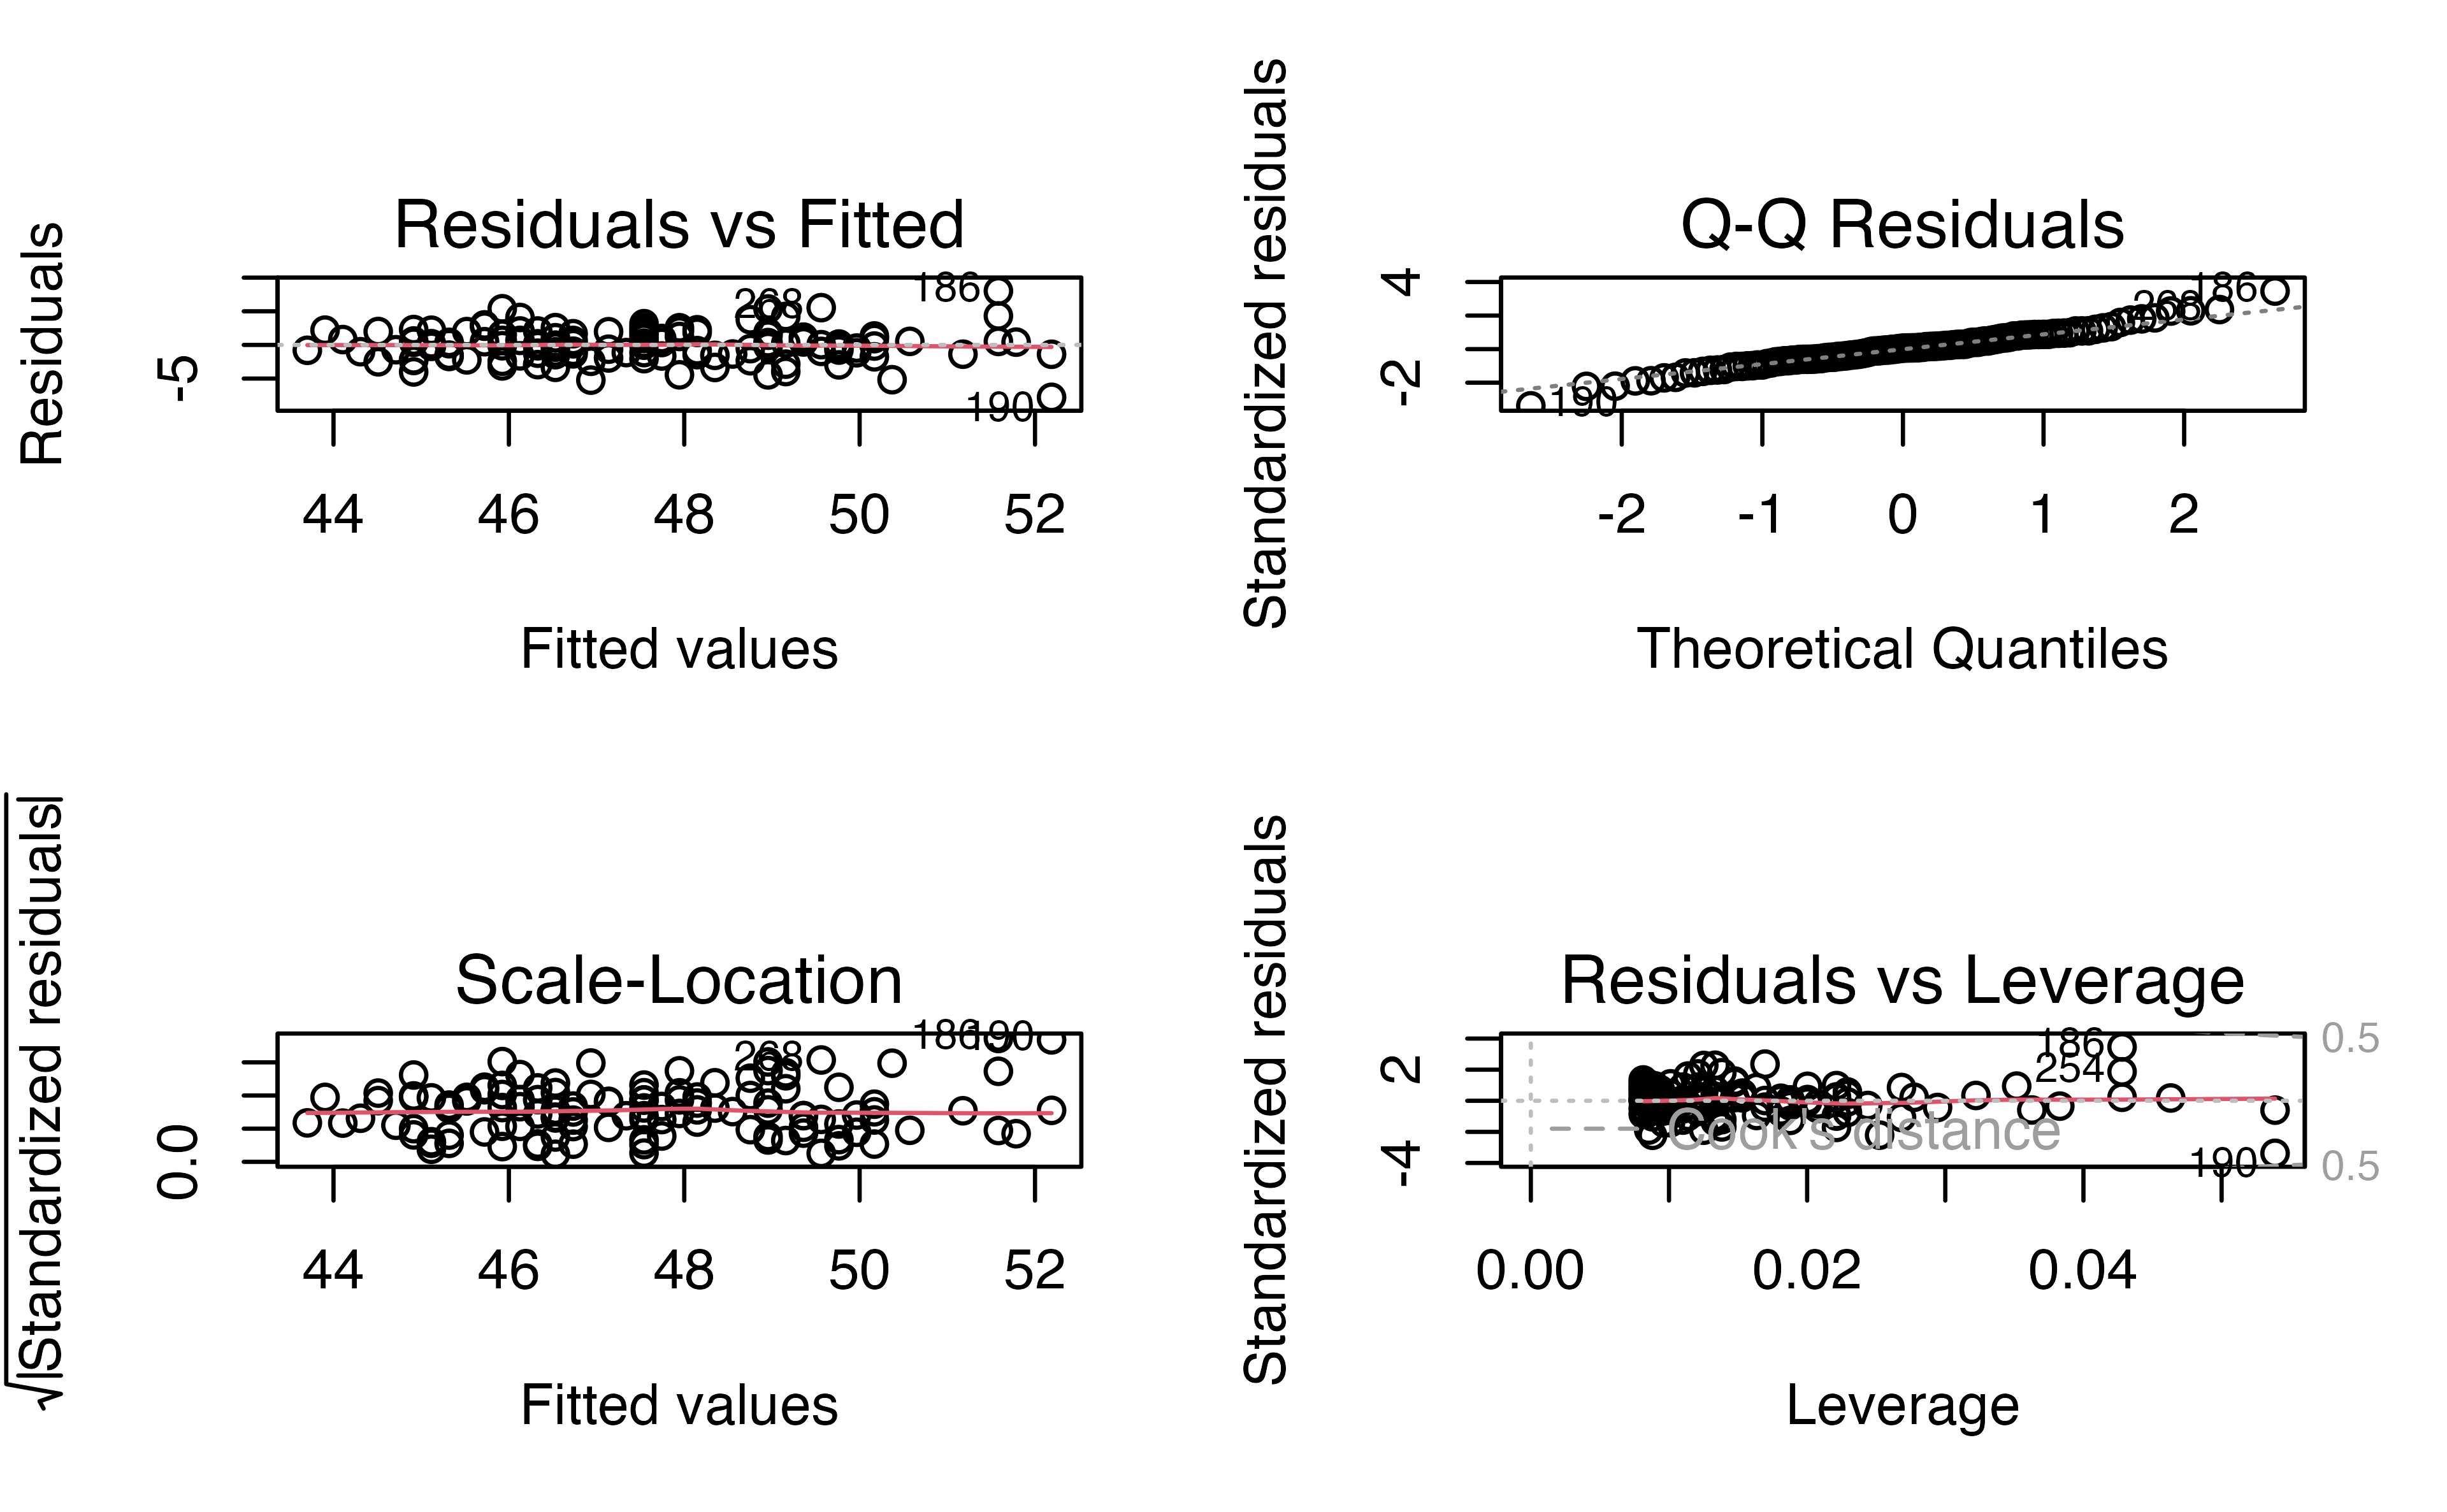 Residuals vs Fitted
Residuals
-5
186
268
190
44 46 48 50 52
Fitted values
Q-Q Residuals
Standardized residuals
4
-2
186
268
190
-2 -1 0 1 2
Theoretical Quantiles
Scale-Location
√|Standardized residuals|
0.0
186
190
268
44 46 48 50 52
Fitted values
Residuals vs Leverage
Standardized residuals
2
-4
186
254
190
Cook's distance
0.5
0.5
0.00 0.02 0.04
Leverage